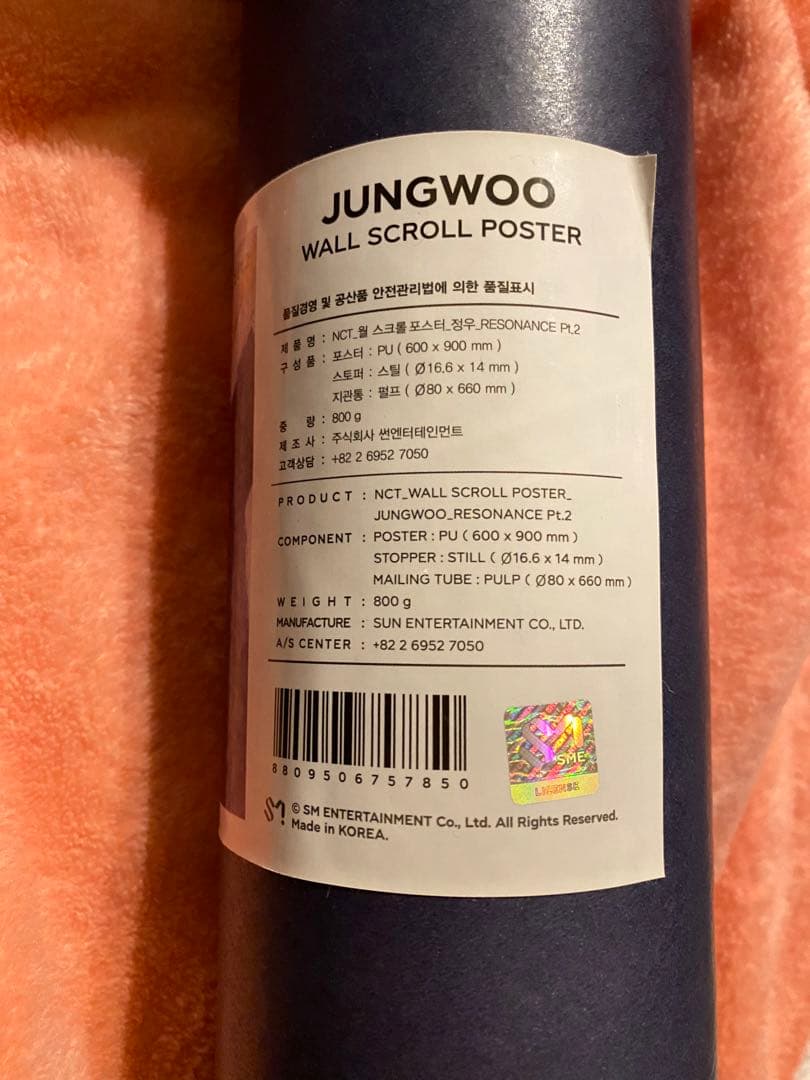 JUNGWOO
WALL SCROLL POSTER
품질경영 및 공산품 안전관리법에 의한 품질표시
제 품 명 : NCT_월 스크롤 포스터_정우_RESONANCE Pt.2
구 성 품 : 포스터 : PU ( 600 x 900 mm )
스토퍼 : 스틸 ( Ø16.6 x 14 mm )
지관통 : 펄프 ( Ø80 x 660 mm )
중 량 : 800 g
제 조 사 : 주식회사 썬엔터테인먼트
고객상담 : +82 2 6952 7050
PRODUCT : NCT_WALL SCROLL POSTER_
JUNGWOO_RESONANCE Pt.2
COMPONENT : POSTER : PU ( 600 x 900 mm )
STOPPER : STILL ( Ø16.6 x 14 mm )
MAILING TUBE : PULP ( Ø80 x 660 mm )
WEIGHT : 800 g
MANUFACTURE : SUN ENTERTAINMENT CO., LTD.
A/S CENTER : +82 2 6952 7050
8809506757850
SM
SME
LICENSE
SM
© SM ENTERTAINMENT Co., Ltd. All Rights Reserved.
Made in KOREA.